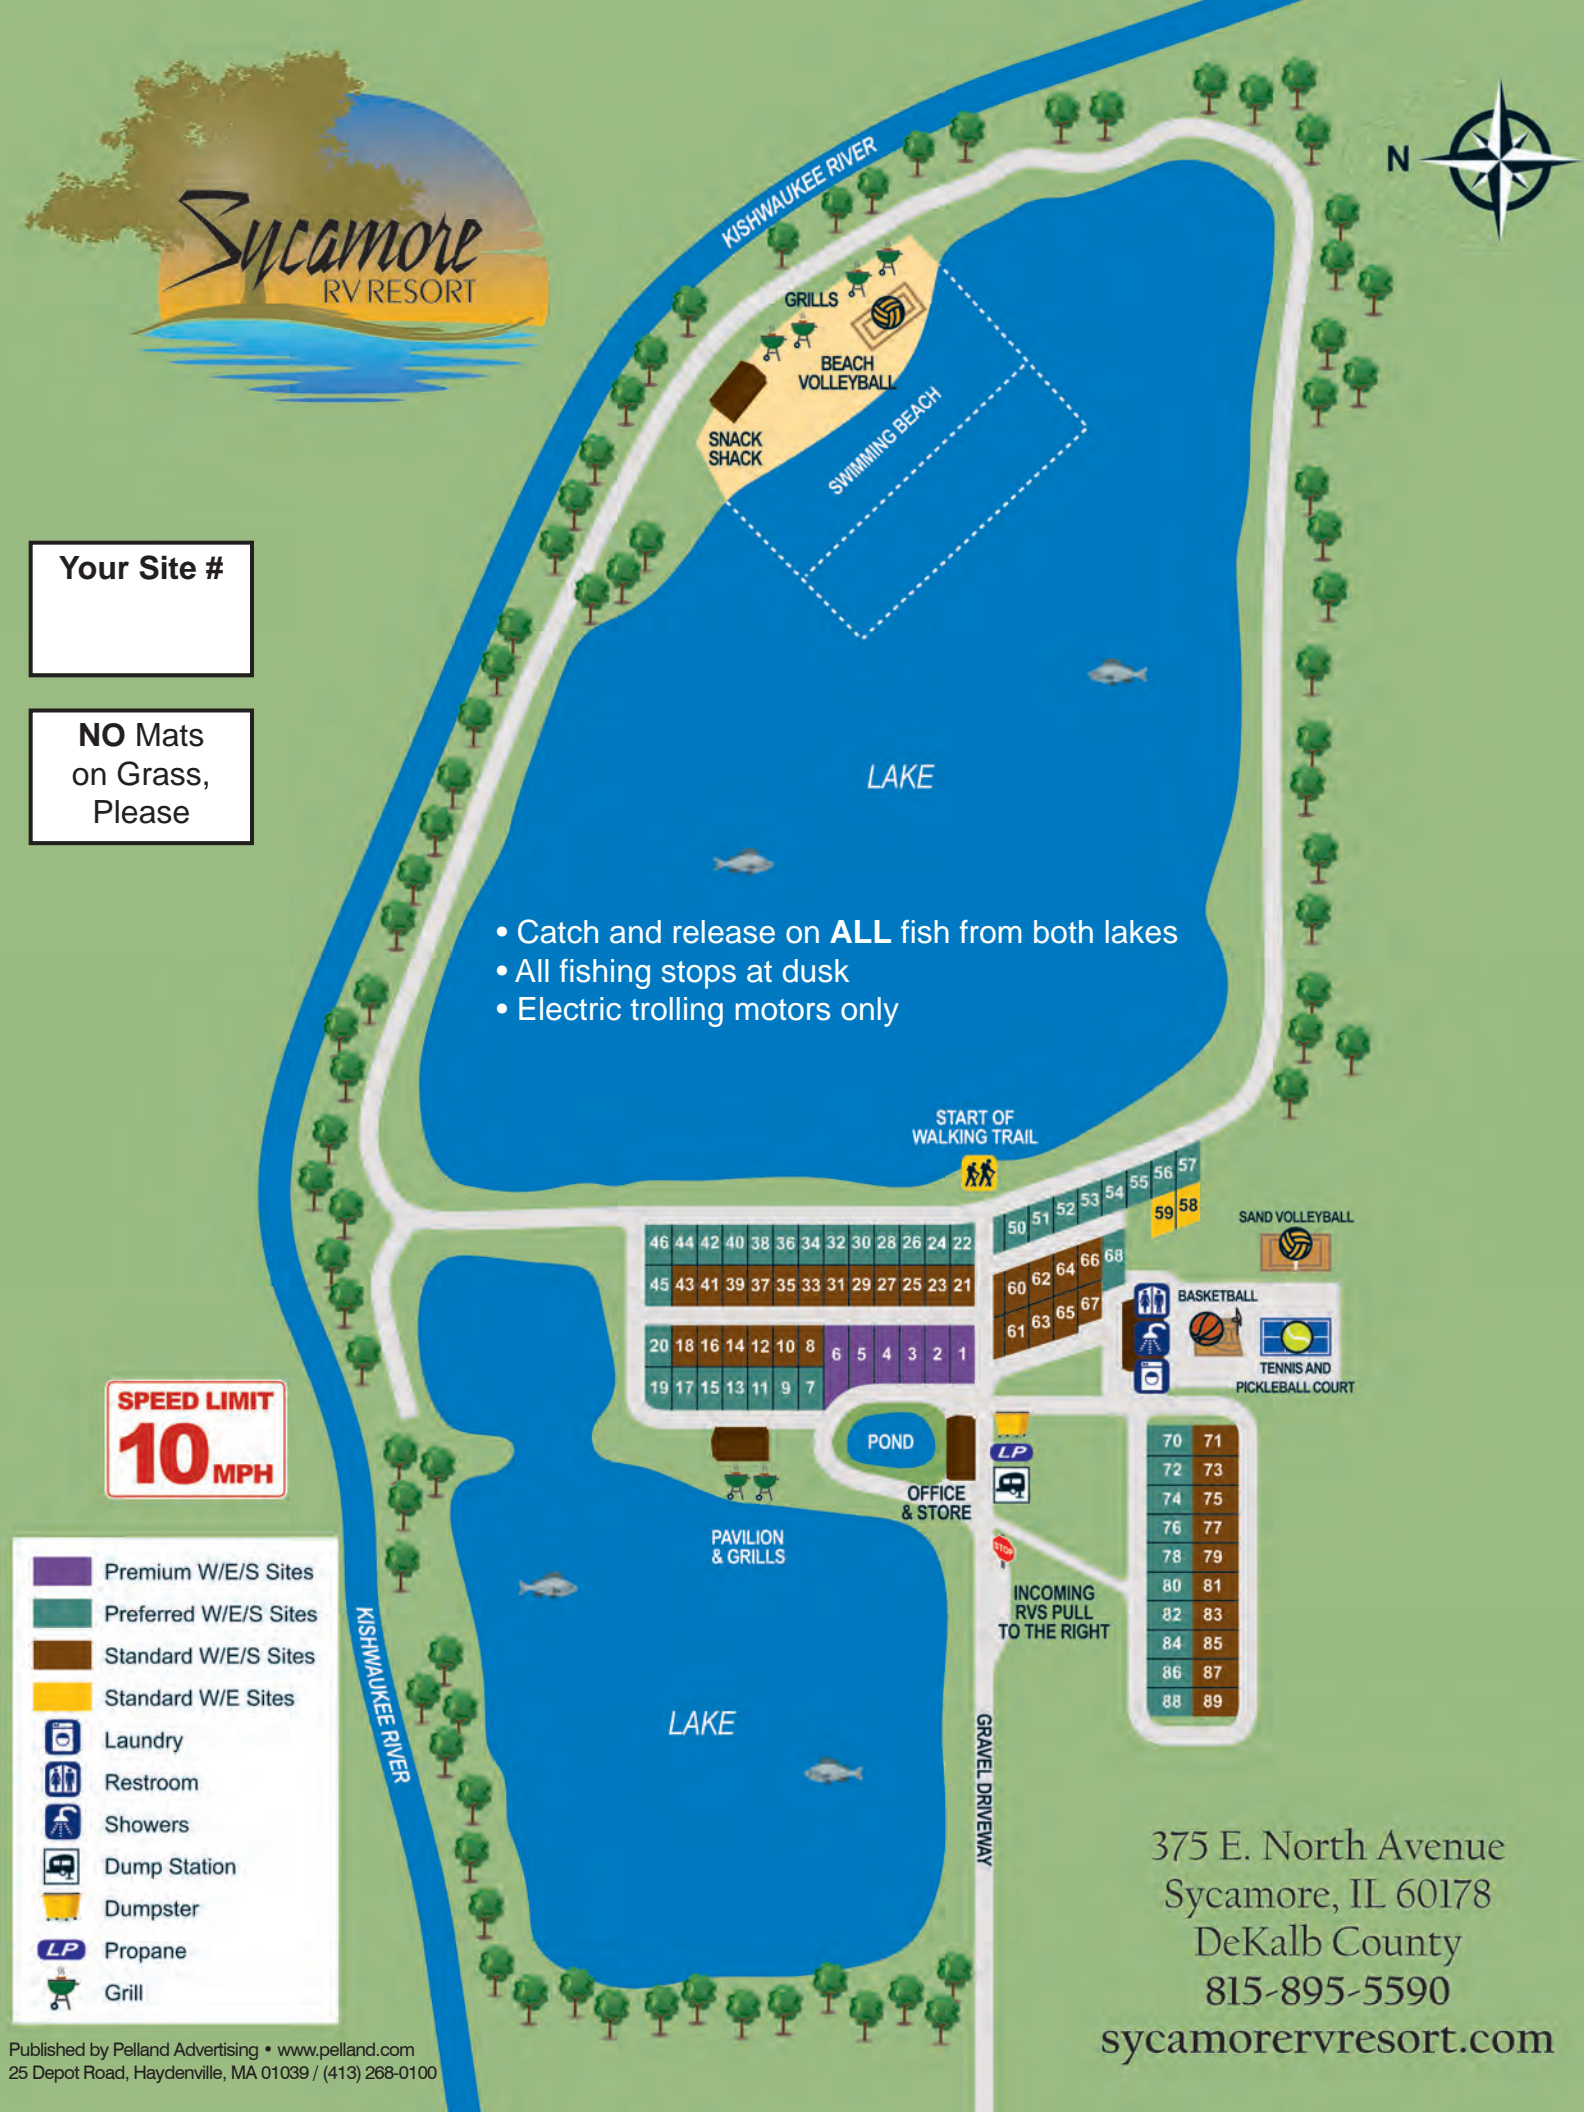 Sycamore
RV RESORT
N
KISHWAUKEE RIVER
GRILLS
BEACH
VOLLEYBALL
SNACK
SHACK
SWIMMING BEACH
Your Site #
NO Mats
on Grass,
Please
LAKE
• Catch and release on ALL fish from both lakes
• All fishing stops at dusk
• Electric trolling motors only
START OF
WALKING TRAIL
50 51 52 53 54 55 56 57
59 58
SAND VOLLEYBALL
46 44 42 40 38 36 34 32 30 28 26 24 22
45 43 41 39 37 35 33 31 29 27 25 23 21
60 62 64 66 68
61 63 65 67
BASKETBALL
TENNIS AND
PICKLEBALL COURT
20 18 16 14 12 10 8
6 5 4 3 2 1
19 17 15 13 11 9 7
SPEED LIMIT
10 MPH
POND
LP
OFFICE
& STORE
PAVILION
& GRILLS
STOP
INCOMING
RVS PULL
TO THE RIGHT
70 71
72 73
74 75
76 77
78 79
80 81
82 83
84 85
86 87
88 89
KISHWAUKEE RIVER
LAKE
GRAVEL DRIVEWAY
Premium W/E/S Sites
Preferred W/E/S Sites
Standard W/E/S Sites
Standard W/E Sites
Laundry
Restroom
Showers
Dump Station
Dumpster
LP Propane
Grill
375 E. North Avenue
Sycamore, IL 60178
DeKalb County
815-895-5590
sycamorervresort.com
Published by Pelland Advertising • www.pelland.com
25 Depot Road, Haydenville, MA 01039 / (413) 268-0100